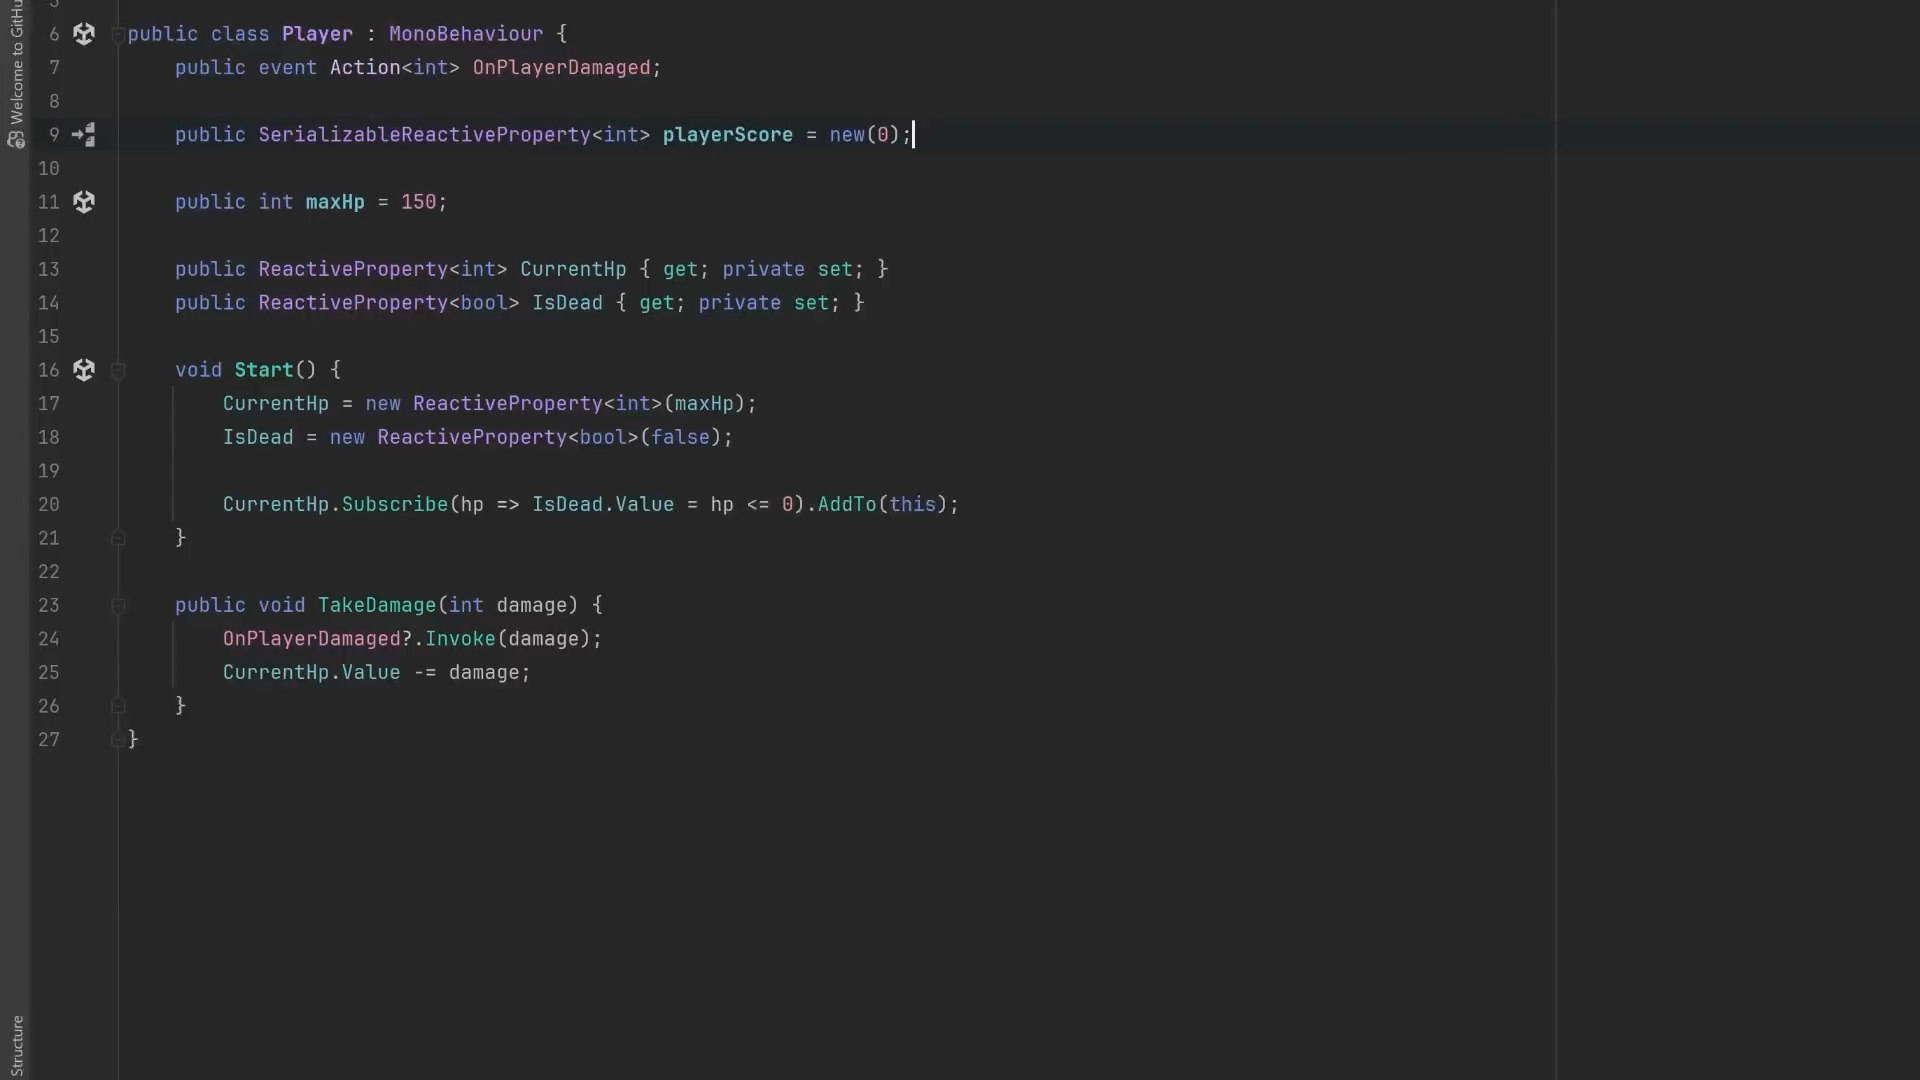 Welcome to GitHu
6 public class Player : MonoBehaviour {
7 public event Action<int> OnPlayerDamaged;
8
9 public SerializableReactiveProperty<int> playerScore = new(0);
10
11 public int maxHp = 150;
12
13 public ReactiveProperty<int> CurrentHp { get; private set; }
14 public ReactiveProperty<bool> IsDead { get; private set; }
15
16 void Start() {
17 CurrentHp = new ReactiveProperty<int>(maxHp);
18 IsDead = new ReactiveProperty<bool>(false);
19
20 CurrentHp.Subscribe(hp => IsDead.Value = hp <= 0).AddTo(this);
21 }
22
23 public void TakeDamage(int damage) {
24 OnPlayerDamaged?.Invoke(damage);
25 CurrentHp.Value -= damage;
26 }
27 }
Structure